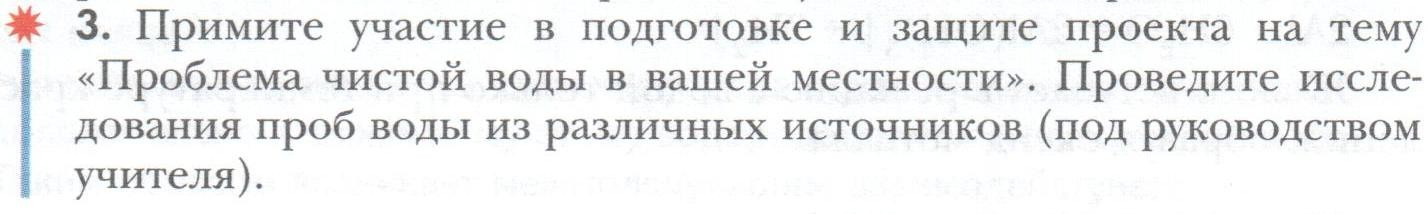 3. Примите участие в подготовке и защите проекта на тему
«Проблема чистой воды в вашей местности». Проведите иссле-
дования проб воды из различных источников (под руководством
учителя).